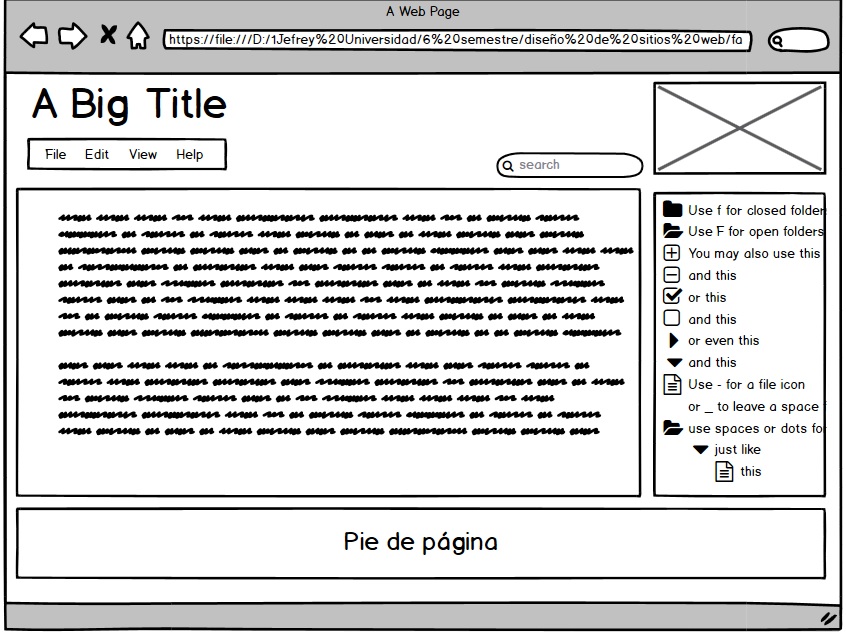 A Web Page
https://file:///D:/1Jefrey%20Universidad/6%20semestre/diseño%20de%20sitios%20web/fa
A Big Title
File Edit View Help
search
Use f for closed folder
Use F for open folders
You may also use this
and this
or this
and this
or even this
and this
Use - for a file icon
or _ to leave a space
use spaces or dots for
just like
this
Pie de página